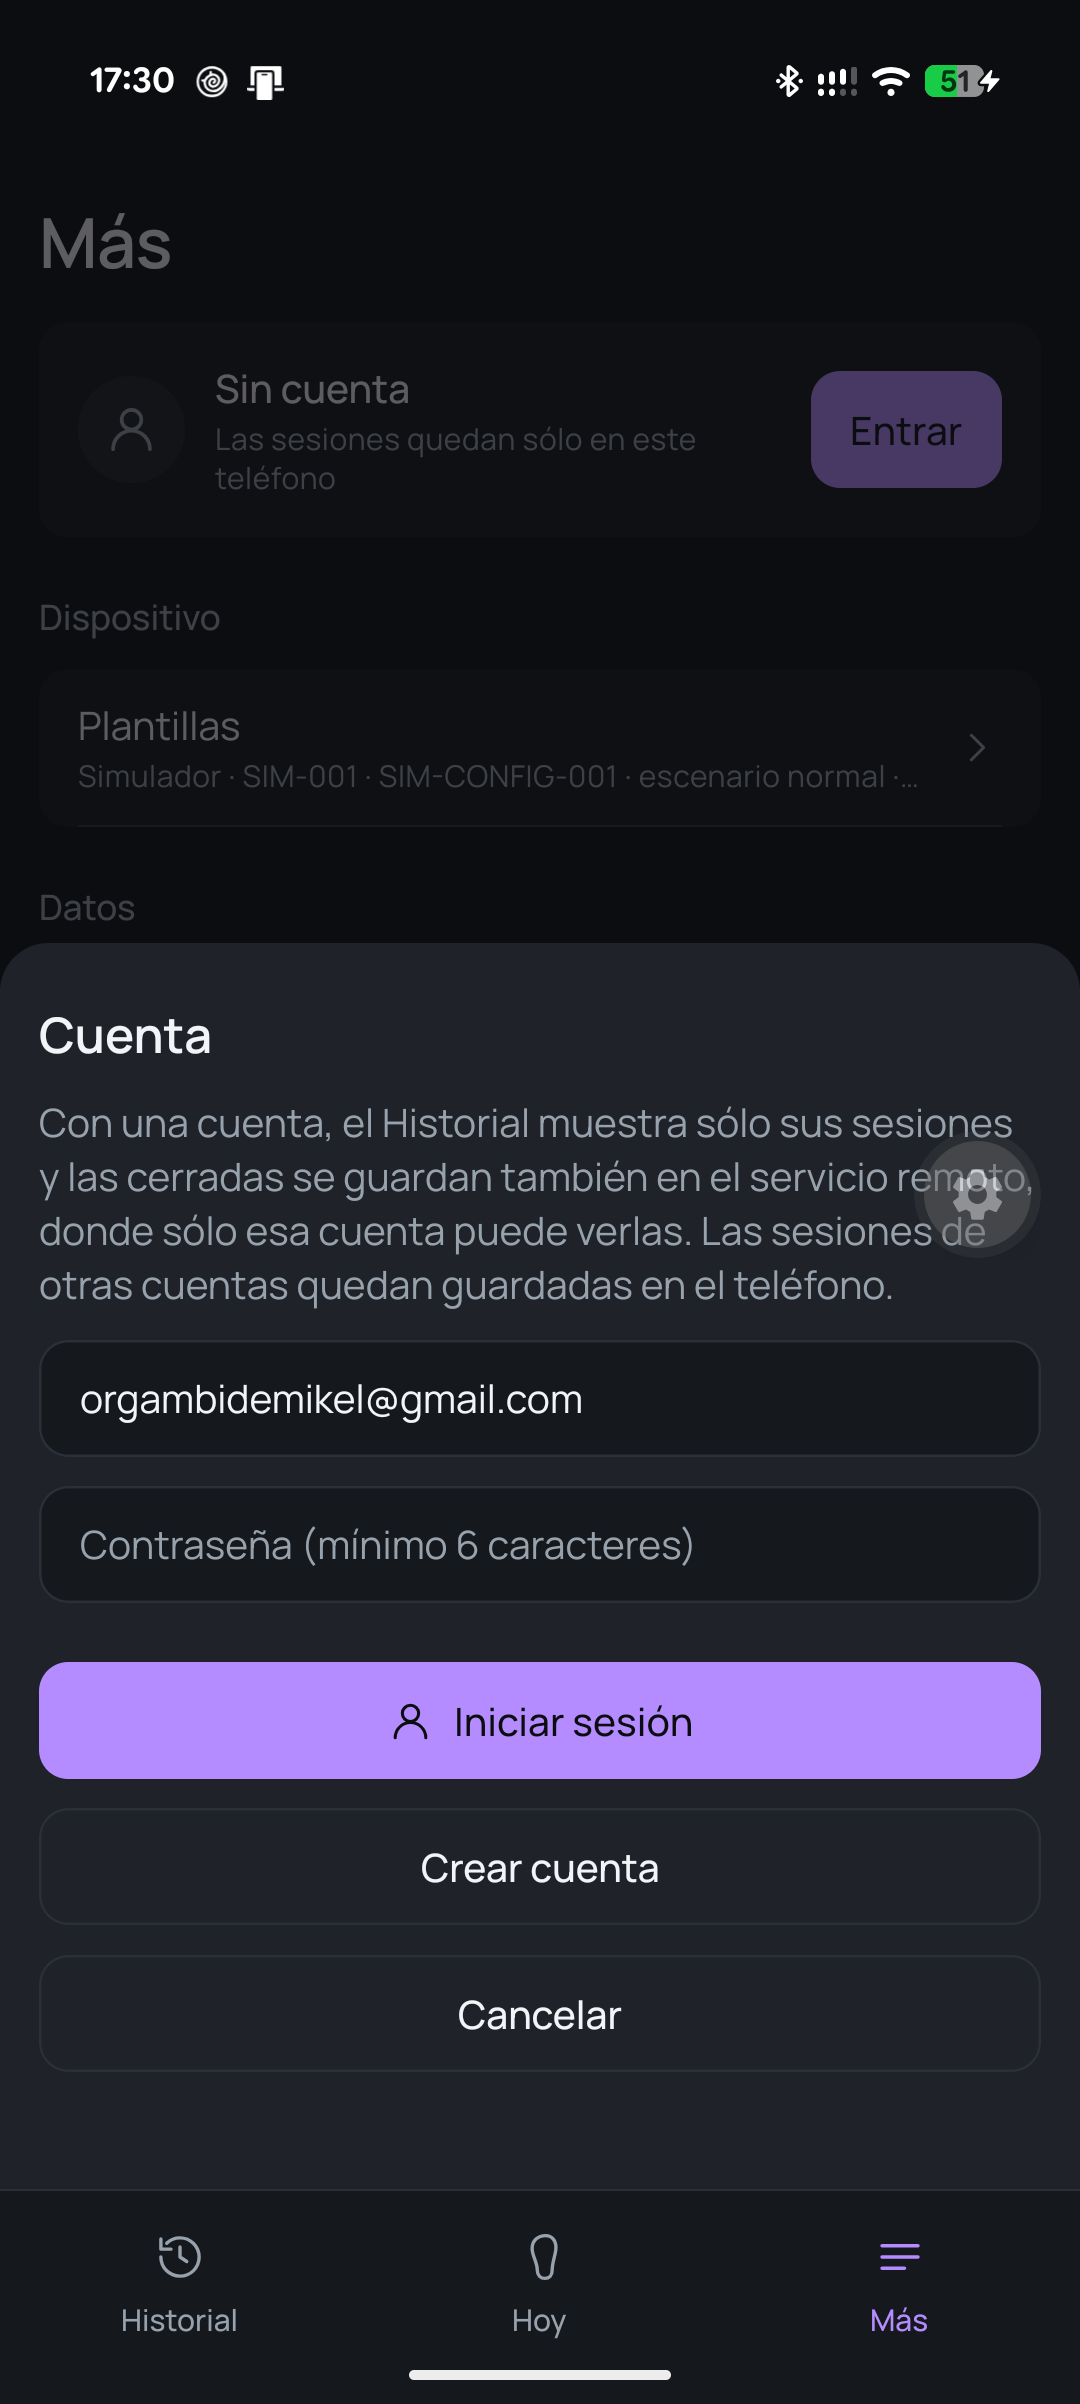 17:30
51
Más
Sin cuenta
Las sesiones quedan sólo en este
teléfono
Entrar
Dispositivo
Plantillas
Simulador · SIM-001 · SIM-CONFIG-001 · escenario normal ·...
Datos
Cuenta
Con una cuenta, el Historial muestra sólo sus sesiones
y las cerradas se guardan también en el servicio remoto,
donde sólo esa cuenta puede verlas. Las sesiones de
otras cuentas quedan guardadas en el teléfono.
orgambidemikel@gmail.com
Contraseña (mínimo 6 caracteres)
Iniciar sesión
Crear cuenta
Cancelar
Historial
Hoy
Más